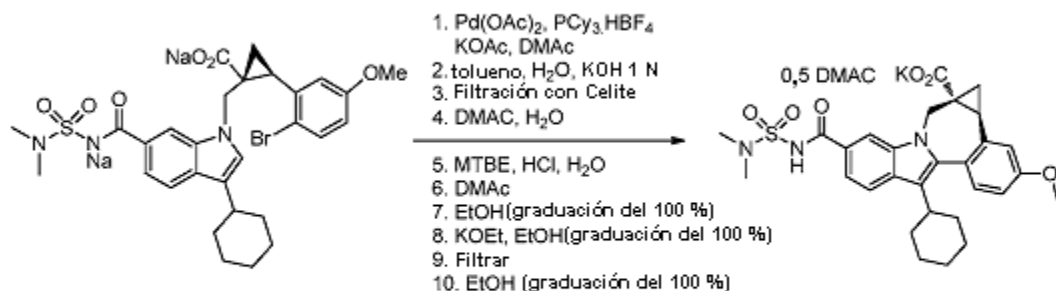 1. Pd(OAc)2, PCy3.HBF4
KOAc, DMAc
2. tolueno, H2O, KOH 1 N
3. Filtración con Celite
4. DMAC, H2O
5. MTBE, HCl, H2O
6. DMAc
7. EtOH(graduación del 100 %)
8. KOEt, EtOH(graduación del 100 %)
9. Filtrar
10. EtOH (graduación del 100 %)
NaO2C
OMe
O O
O
S
N
N
Na
N
Br
0,5 DMAC
KO2C
O O
O
S
N
N
H
N
O